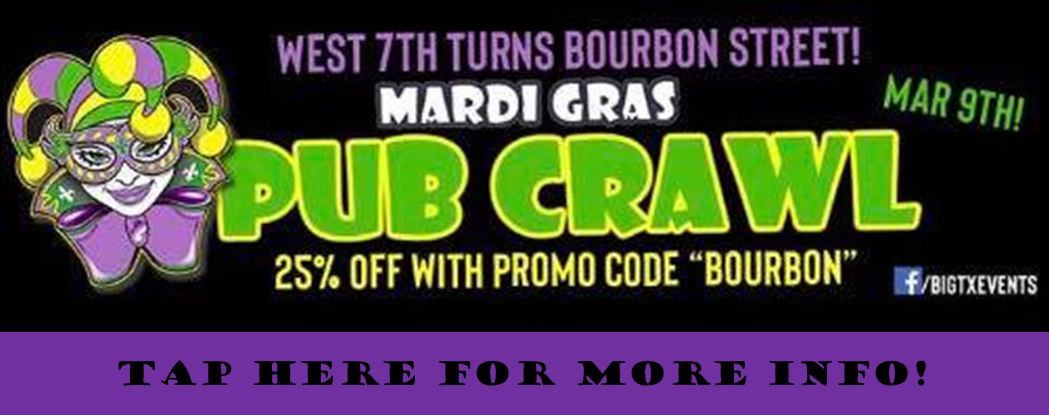 WEST 7TH TURNS BOURBON STREET!
MARDI GRAS
MAR 9TH!
PUB CRAWL
25% OFF WITH PROMO CODE “BOURBON”
f/BIGTXEVENTS
TAP HERE FOR MORE INFO!